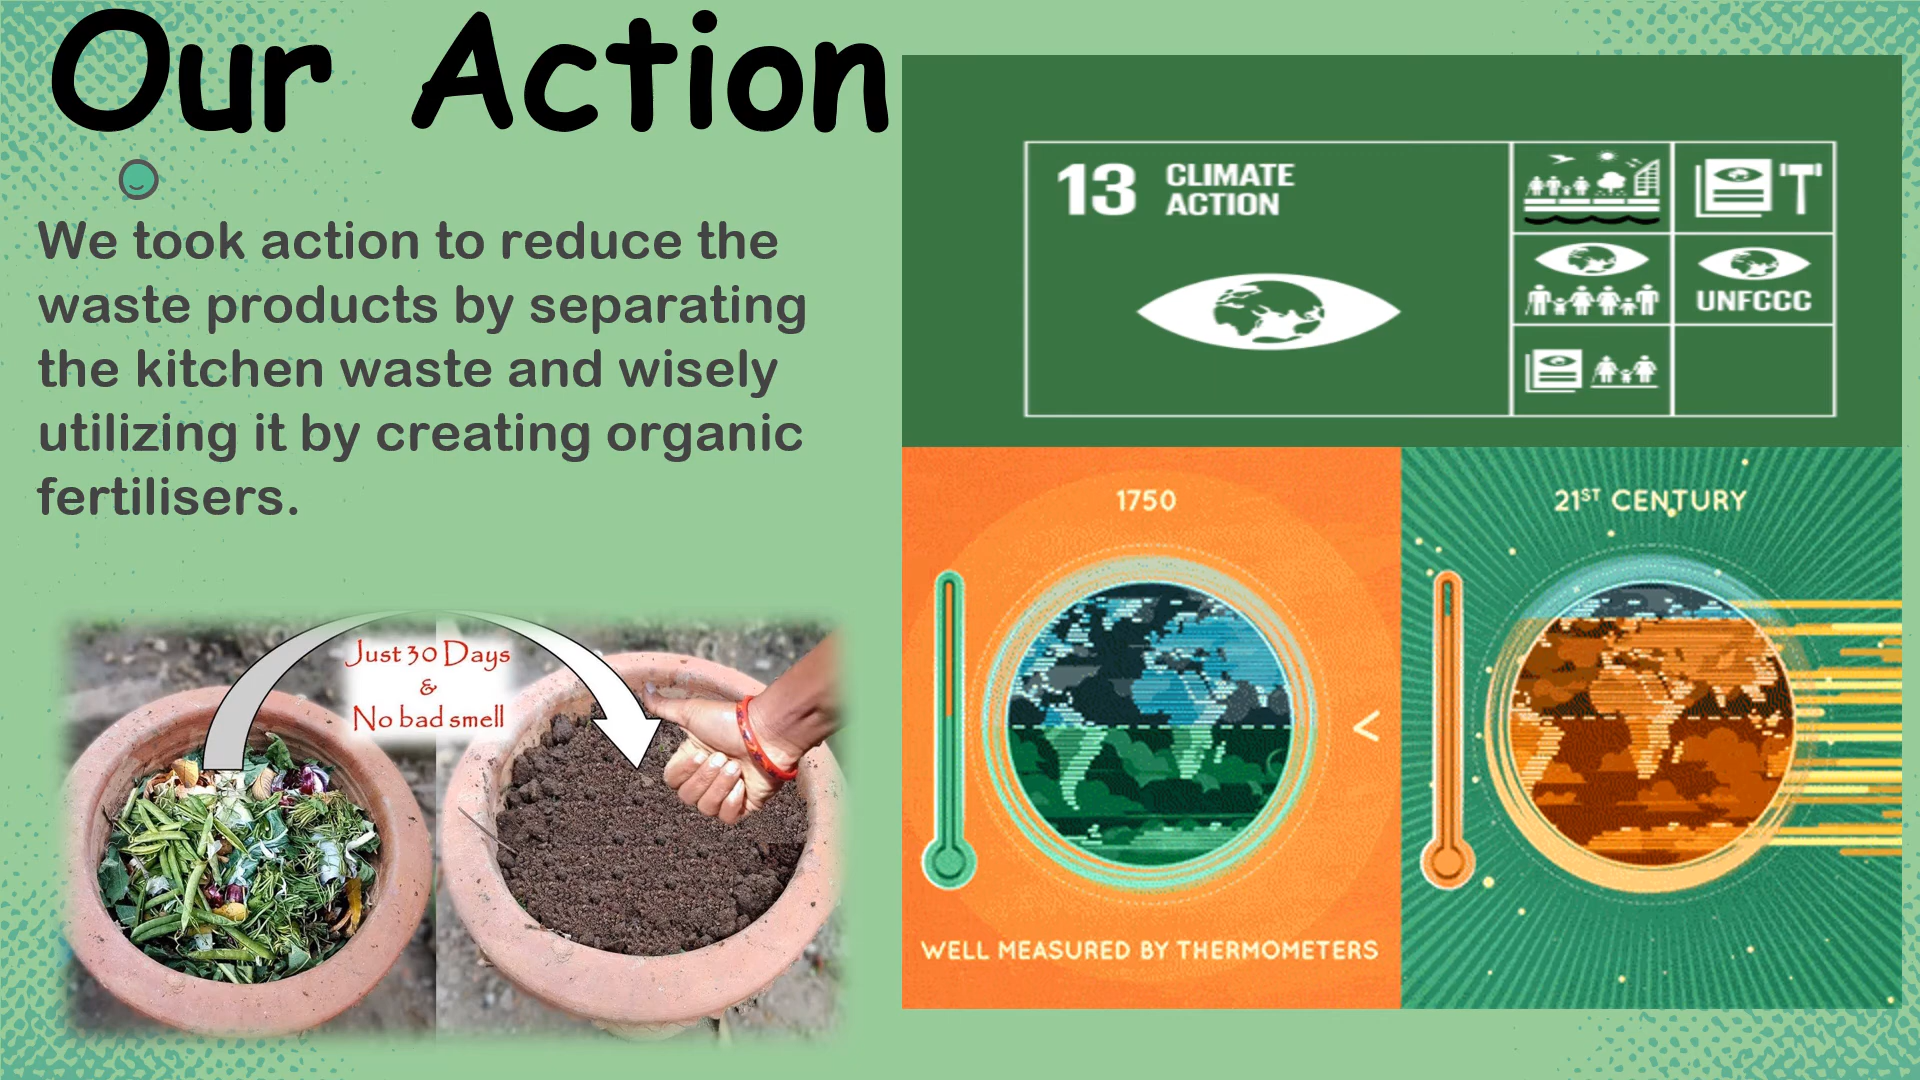 Our Action
We took action to reduce the
waste products by separating
the kitchen waste and wisely
utilizing it by creating organic
fertilisers.
Just 30 Days
&
No bad smell
13 CLIMATE
ACTION
UNFCCC
1750
<
WELL MEASURED BY THERMOMETERS
21ST CENTURY